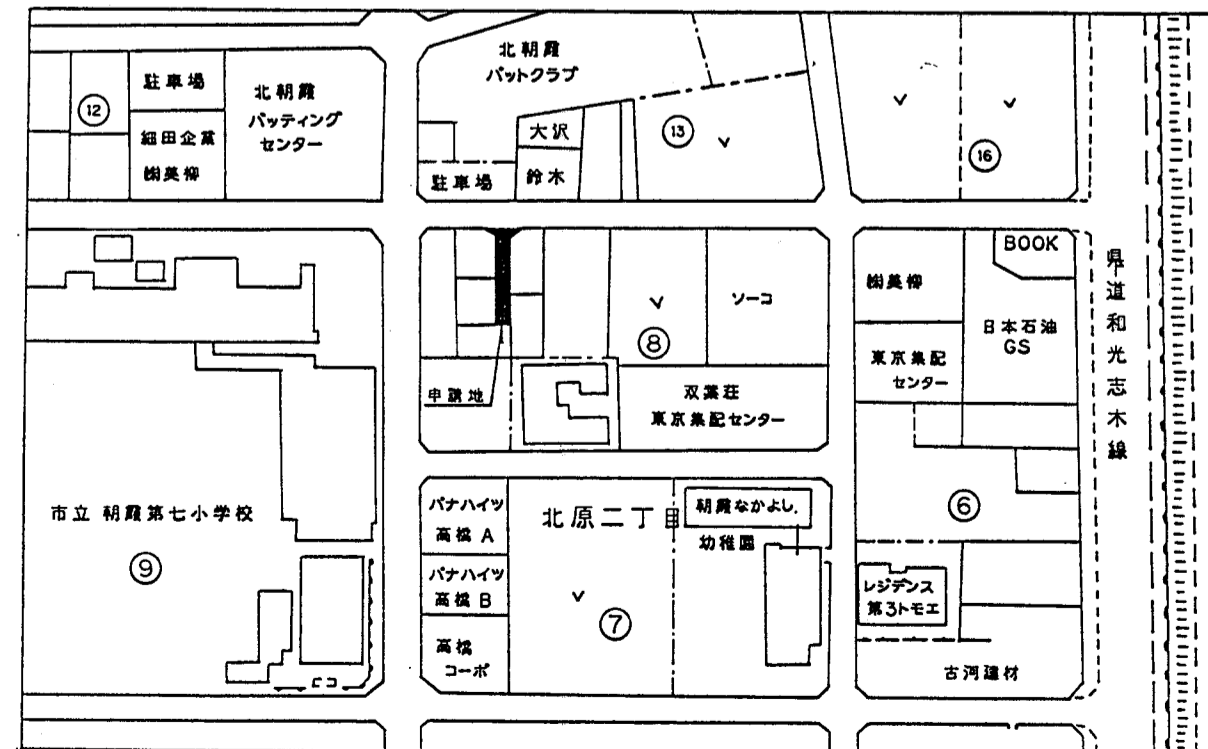 北朝霞
バットクラブ
駐車場
⑫
細田企業
㈱美柳
北朝霞
バッティング
センター
大沢
鈴木
駐車場
⑬
⑯
BOOK
㈱美柳
日本石油
GS
東京集配
センター
県道和光志木線
ソーコ
⑧
申請地
双葉荘
東京集配センター
市立 朝霞第七小学校
⑨
パナハイツ
高橋 A
パナハイツ
高橋 B
高橋
コーポ
北原二丁目
朝霞なかよし
幼稚園
⑦
⑥
レジデンス
第3トモエ
古河建材